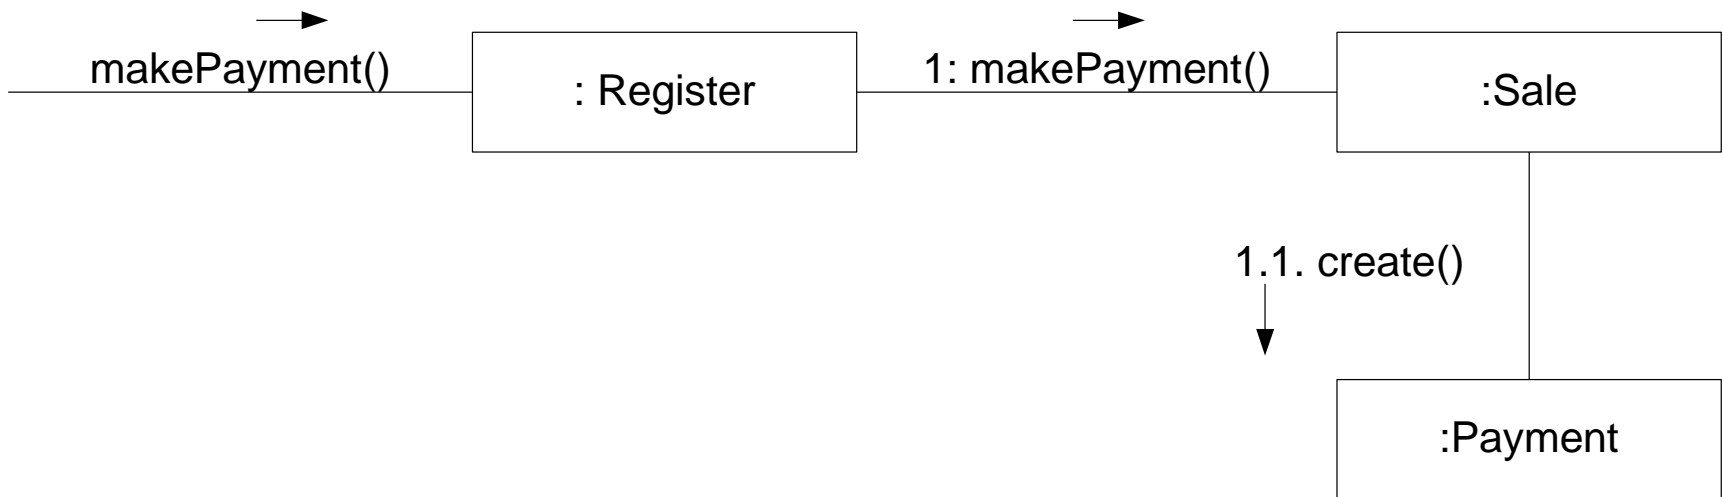 makePayment()
: Register
1: makePayment()
:Sale
1.1. create()
:Payment